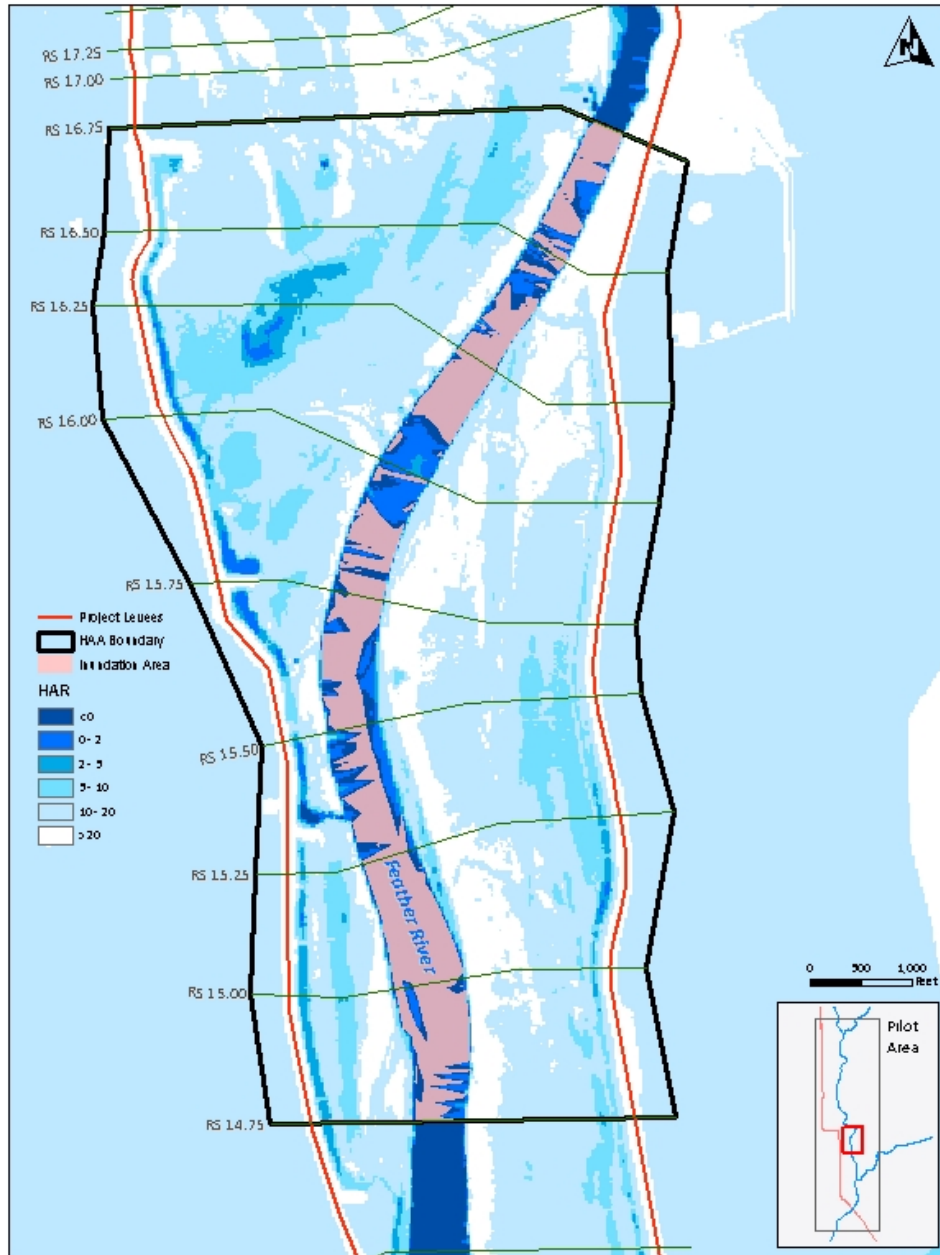 N
RS 17.25
RS 17.00
RS 16.75
RS 16.50
RS 16.25
RS 16.00
RS 15.75
Project Levees
HAA Boundary
Inundation Area
HAR
<0
0- 2
2- 5
5- 10
10- 20
>20
RS 15.50
RS 15.25
Feather River
RS 15.00
RS 14.75
0 500 1,000
Feet
Pilot
Area